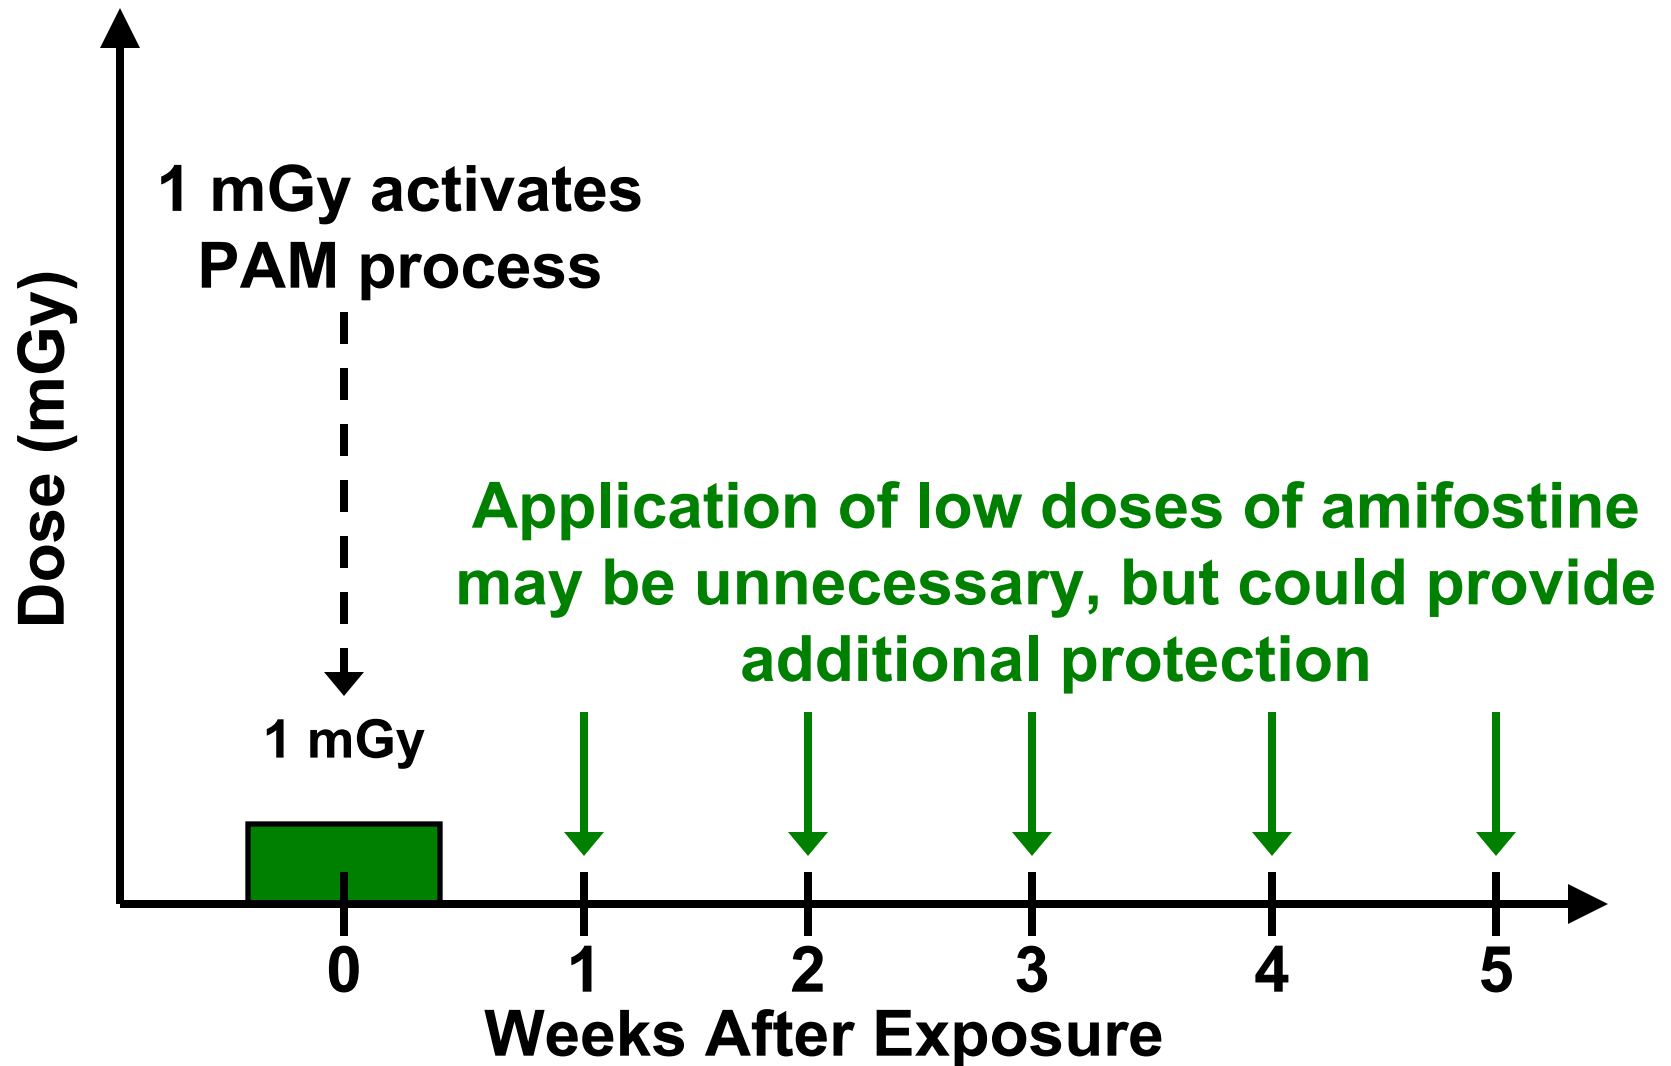 1 mGy activates
PAM process
Dose (mGy)
Application of low doses of amifostine
may be unnecessary, but could provide
additional protection
1 mGy
0 1 2 3 4 5
Weeks After Exposure